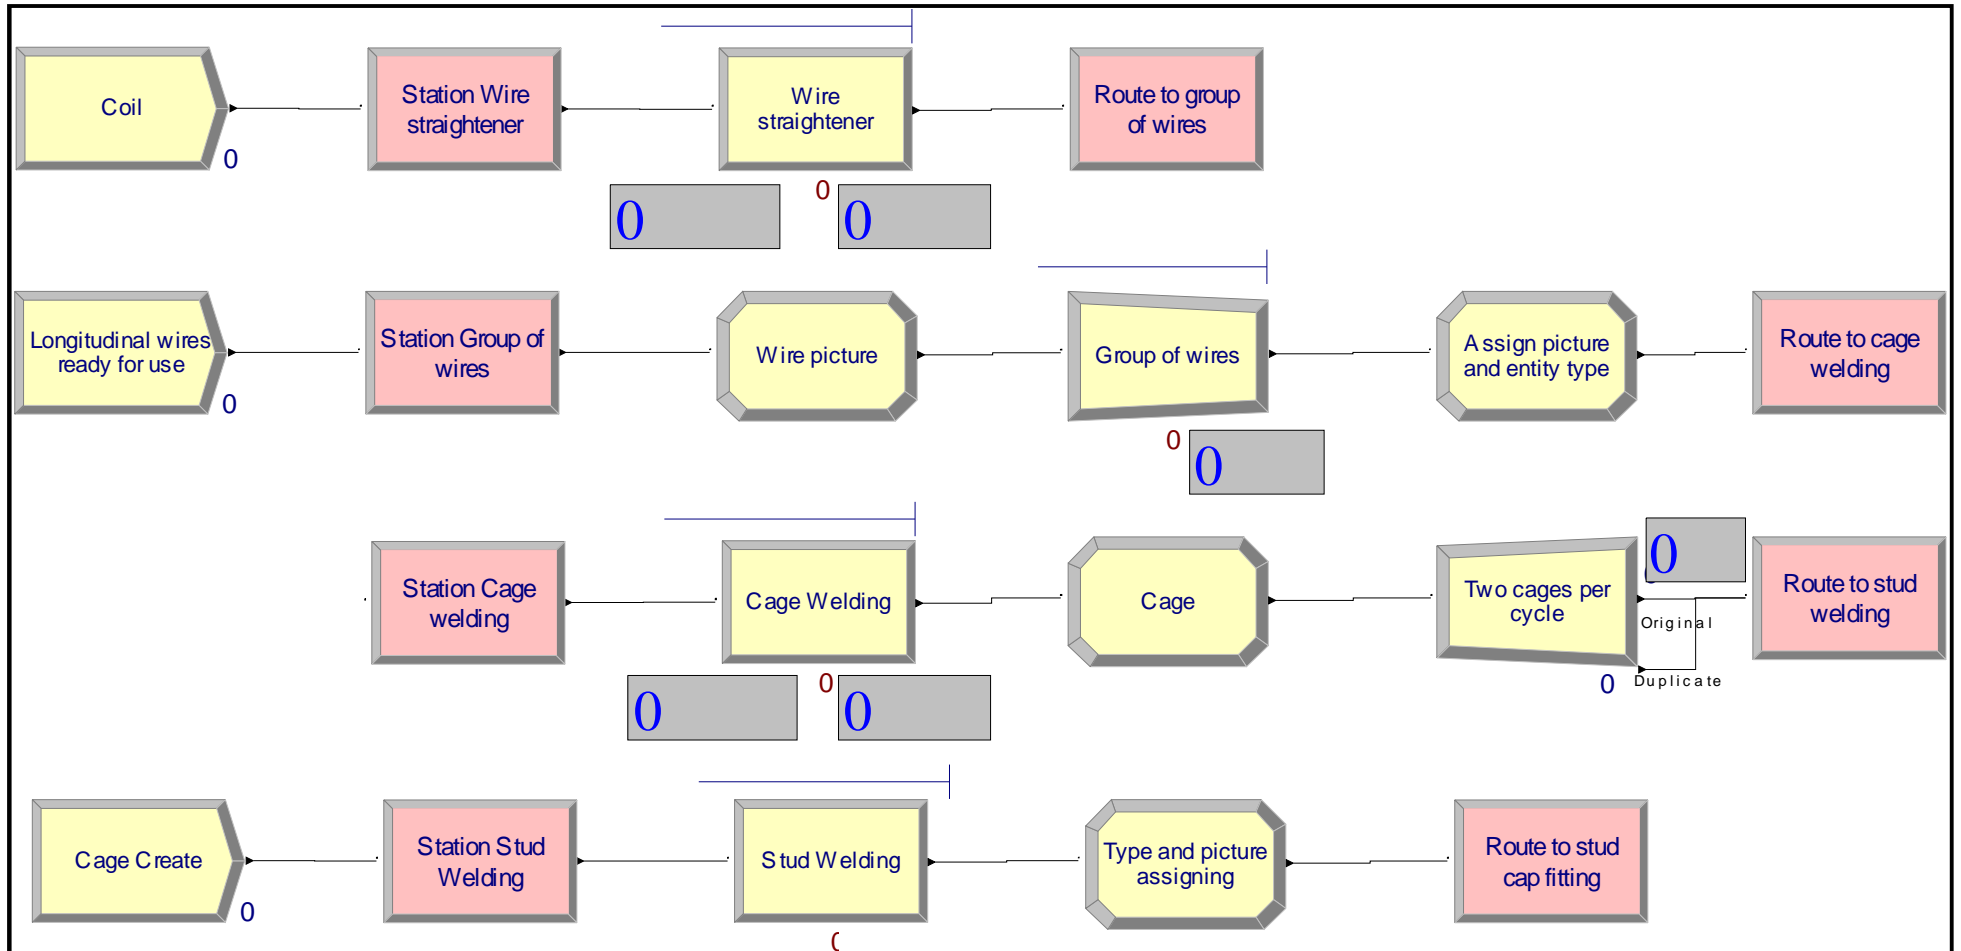 Coil
Station Wire
straightener
Wire
straightener
Route to group
of wires
0
0
0
0
Longitudinal wires
ready for use
Station Group of
wires
Wire picture
Group of wires
Assign picture
and entity type
Route to cage
welding
0
0
0
Station Cage
welding
Cage Welding
Cage
Two cages per
cycle
0
Original
Duplicate
Route to stud
welding
0
0
0
0
Cage Create
Station Stud
Welding
Stud Welding
Type and picture
assigning
Route to stud
cap fitting
0